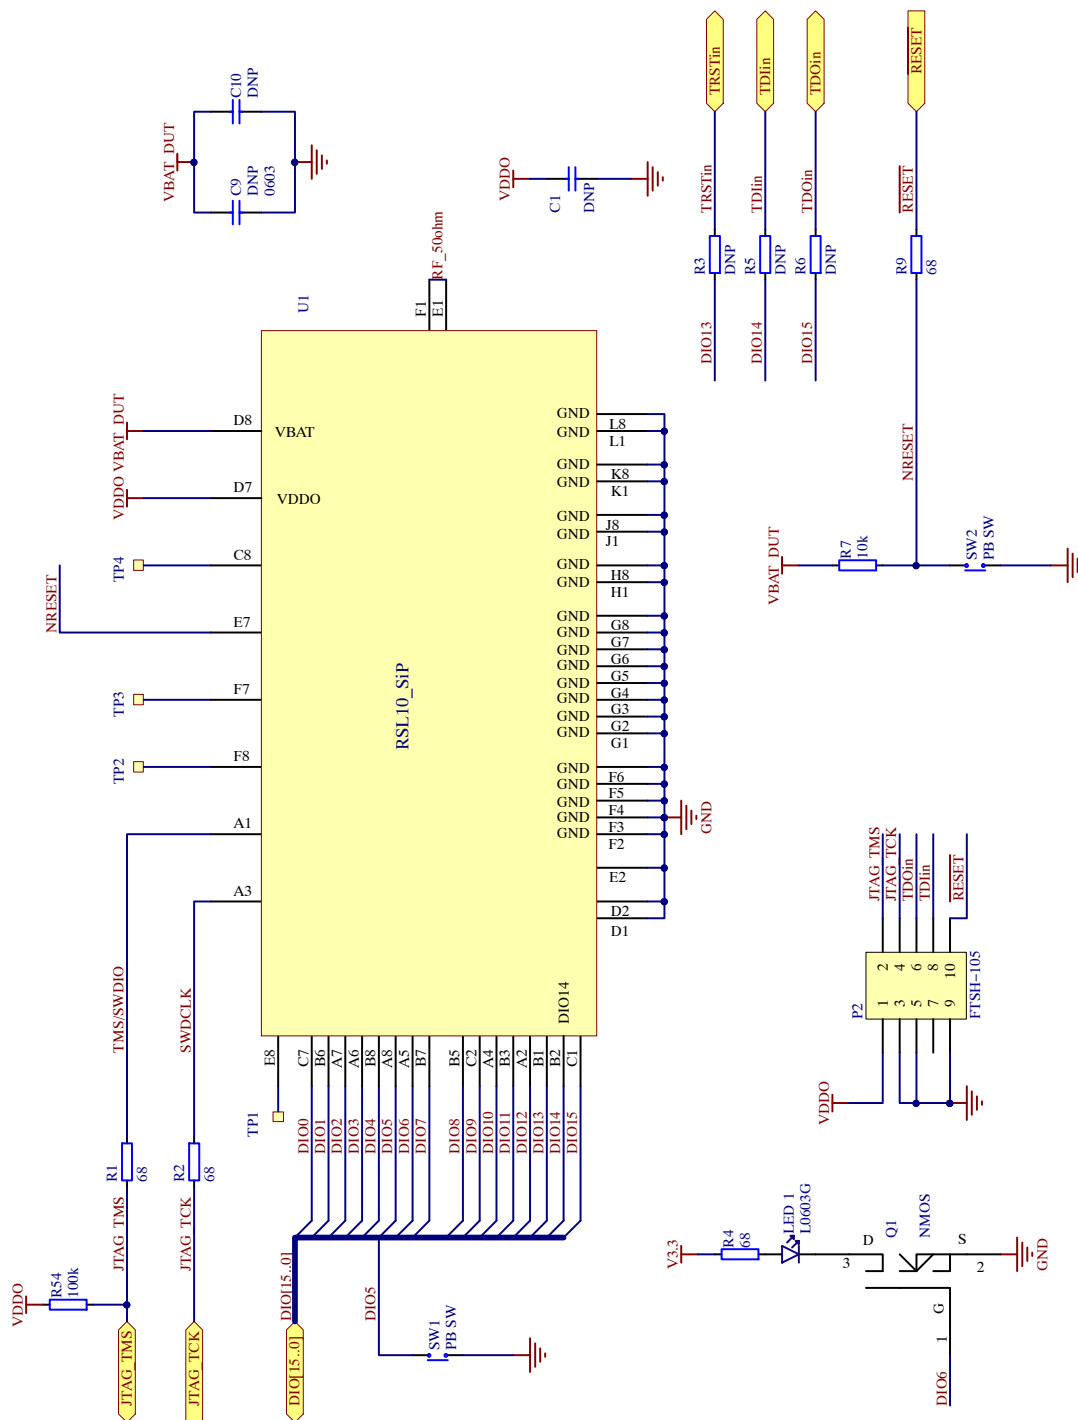 VBAT_DUT
C9
DNP
0603
C10
DNP
VDDO
C1
DNP
TRSTin
TDIin
TDOin
RESET
TRSTin
TDIin
TDOin
RESET
R3
DNP
R5
DNP
R6
DNP
R9
68
DIO13
DIO14
DIO15
NRESET
VBAT_DUT
R7
10k
SW2
PB SW
U1
RF_50ohm
F1
E1
RSL10_SiP
VDDO
VBAT_DUT
D8
VBAT
D7
VDDO
TP4
C8
NRESET
E7
TP3
F7
TP2
F8
A1
A3
GND
GND
L8
L1
GND
GND
K8
K1
GND
GND
J8
J1
GND
GND
H8
H1
GND
GND
GND
GND
GND
GND
GND
GND
G8
G7
G6
G5
G4
G3
G2
G1
GND
GND
GND
GND
GND
F6
F5
F4
F3
F2
E2
D2
D1
GND
DIO14
TMS/SWDIO
SWDCLK
R1
68
R2
68
JTAG_TMS
JTAG_TCK
VDDO
R54
100k
JTAG_TMS
JTAG_TCK
TP1
E8
C7
B6
A7
A6
B8
A8
A5
B7
B5
C2
A4
B3
A2
B1
B2
C1
DIO0
DIO1
DIO2
DIO3
DIO4
DIO5
DIO6
DIO7
DIO8
DIO9
DIO10
DIO11
DIO12
DIO13
DIO14
DIO15
DIO[15..0]
DIO[15..0]
DIO5
SW1
PB SW
JTAG_TMS
JTAG_TCK
TDOin
TDIin
RESET
P2
1
2
3
4
5
6
7
8
9
10
FTSH-105
VDDO
V3.3
R4
68
LED 1
L0603G
D
3
Q1
NMOS
S
2
G
1
GND
DIO6